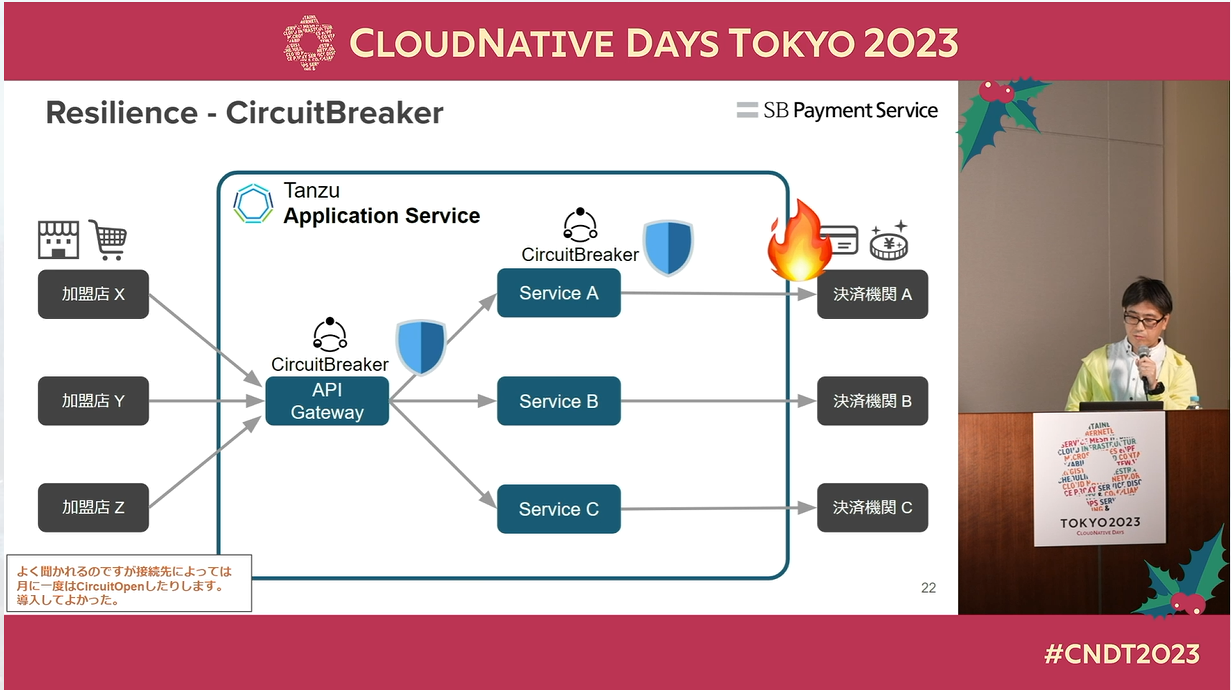 CLOUDNATIVE DAYS TOKYO 2023
Resilience - CircuitBreaker
SB Payment Service
Tanzu
Application Service
CircuitBreaker
加盟店 X
Service A
決済機関 A
CircuitBreaker
加盟店 Y
API
Gateway
Service B
決済機関 B
加盟店 Z
Service C
決済機関 C
よく聞かれるのですが接続先によっては
月に一度はCircuitOpenしたりします。
導入してよかった。
22
TOKYO2023
CLOUDNATIVE DAYS
#CNDT2023